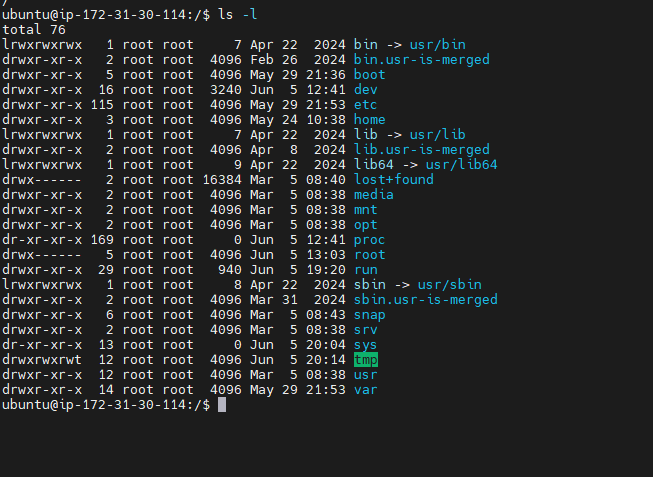 /
ubuntu@ip-172-31-30-114:/$ ls -l
total 76
lrwxrwxrwx   1 root root     7 Apr 22  2024 bin -> usr/bin
drwxr-xr-x   2 root root  4096 Feb 26  2024 bin.usr-is-merged
drwxr-xr-x   5 root root  4096 May 29 21:36 boot
drwxr-xr-x  16 root root  3240 Jun  5 12:41 dev
drwxr-xr-x 115 root root  4096 May 29 21:53 etc
drwxr-xr-x   3 root root  4096 May 24 10:38 home
lrwxrwxrwx   1 root root     7 Apr 22  2024 lib -> usr/lib
drwxr-xr-x   2 root root  4096 Apr  8  2024 lib.usr-is-merged
lrwxrwxrwx   1 root root     9 Apr 22  2024 lib64 -> usr/lib64
drwx------   2 root root 16384 Mar  5 08:40 lost+found
drwxr-xr-x   2 root root  4096 Mar  5 08:38 media
drwxr-xr-x   2 root root  4096 Mar  5 08:38 mnt
drwxr-xr-x   2 root root  4096 Mar  5 08:38 opt
dr-xr-xr-x 169 root root     0 Jun  5 12:41 proc
drwx------   5 root root  4096 Jun  5 13:03 root
drwxr-xr-x  29 root root   940 Jun  5 19:20 run
lrwxrwxrwx   1 root root     8 Apr 22  2024 sbin -> usr/sbin
drwxr-xr-x   2 root root  4096 Mar 31  2024 sbin.usr-is-merged
drwxr-xr-x   6 root root  4096 Mar  5 08:43 snap
drwxr-xr-x   2 root root  4096 Mar  5 08:38 srv
dr-xr-xr-x  13 root root     0 Jun  5 20:04 sys
drwxrwxrwt  12 root root  4096 Jun  5 20:14 tmp
drwxr-xr-x  12 root root  4096 Mar  5 08:38 usr
drwxr-xr-x  14 root root  4096 May 29 21:53 var
ubuntu@ip-172-31-30-114:/$